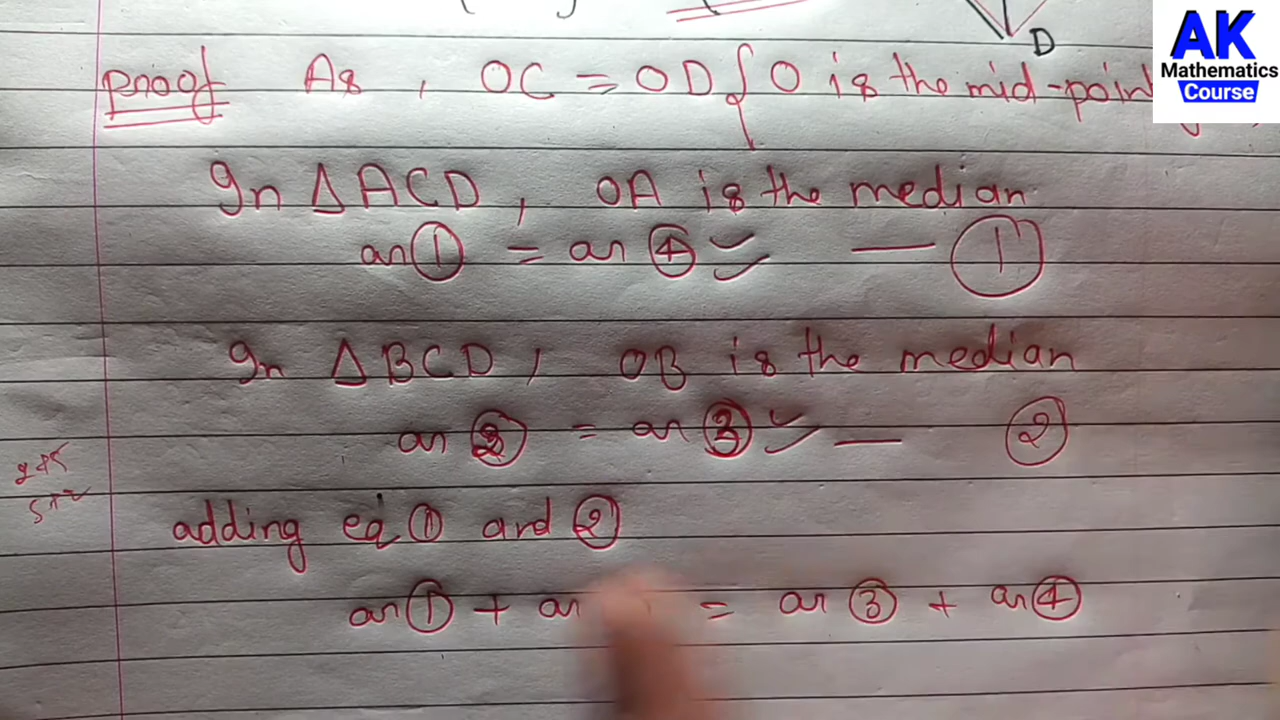 D
AK
Mathematics
Course
proof As, OC = OD { O is the mid-point
In ΔACD, OA is the median
ar ① = ar ④ — ①
In ΔBCD, OB is the median
ar ② = ar ③ — ②
adding eq ① and ②
ar ① + ar = ar ③ + ar ④